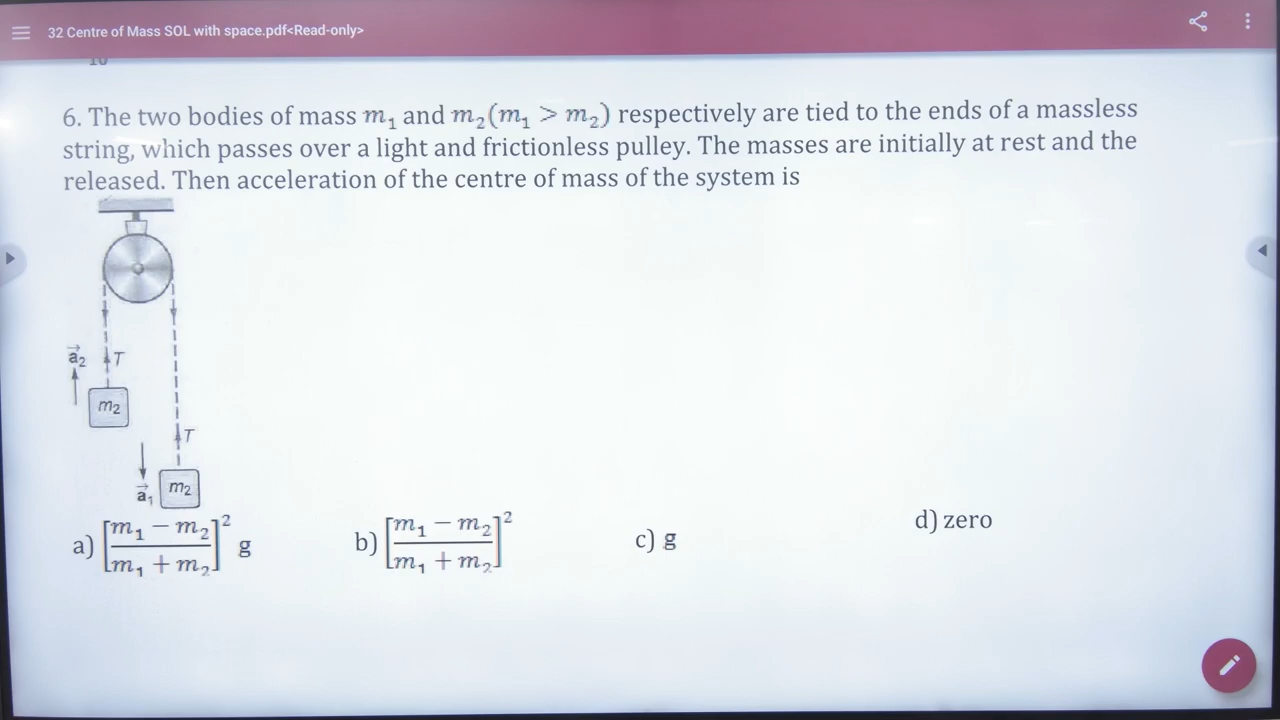 32 Centre of Mass SOL with space.pdf<Read-only>
6. The two bodies of mass m₁ and m₂(m₁ > m₂) respectively are tied to the ends of a massless
string, which passes over a light and frictionless pulley. The masses are initially at rest and the
released. Then acceleration of the centre of mass of the system is
a⃗₂ T
m₂
T
a⃗₁ m₂
a) [m₁ − m₂ / m₁ + m₂]² g b) [m₁ − m₂ / m₁ + m₂]² c) g d) zero